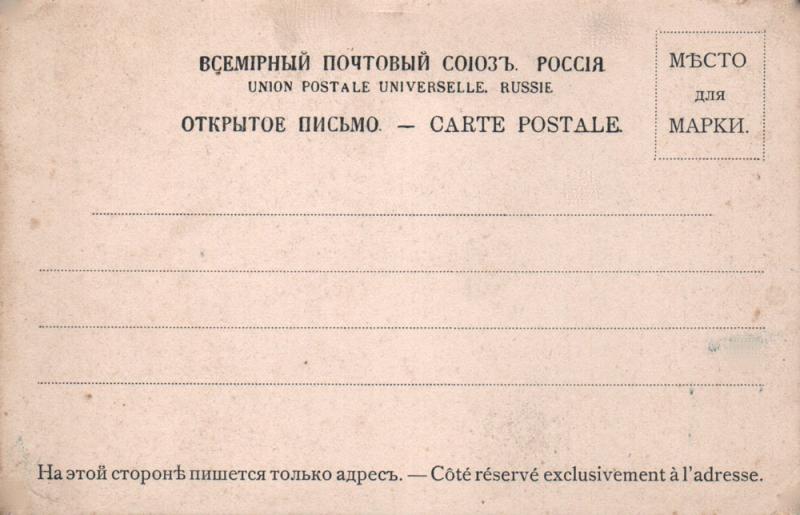 ВСЕМІРНЫЙ ПОЧТОВЫЙ СОЮЗЪ. РОССІЯ
UNION POSTALE UNIVERSELLE. RUSSIE
ОТКРЫТОЕ ПИСЬМО. — CARTE POSTALE.
МѢСТО
для
МАРКИ.
На этой сторонѣ пишется только адресъ. — Côté réservé exclusivement à l'adresse.